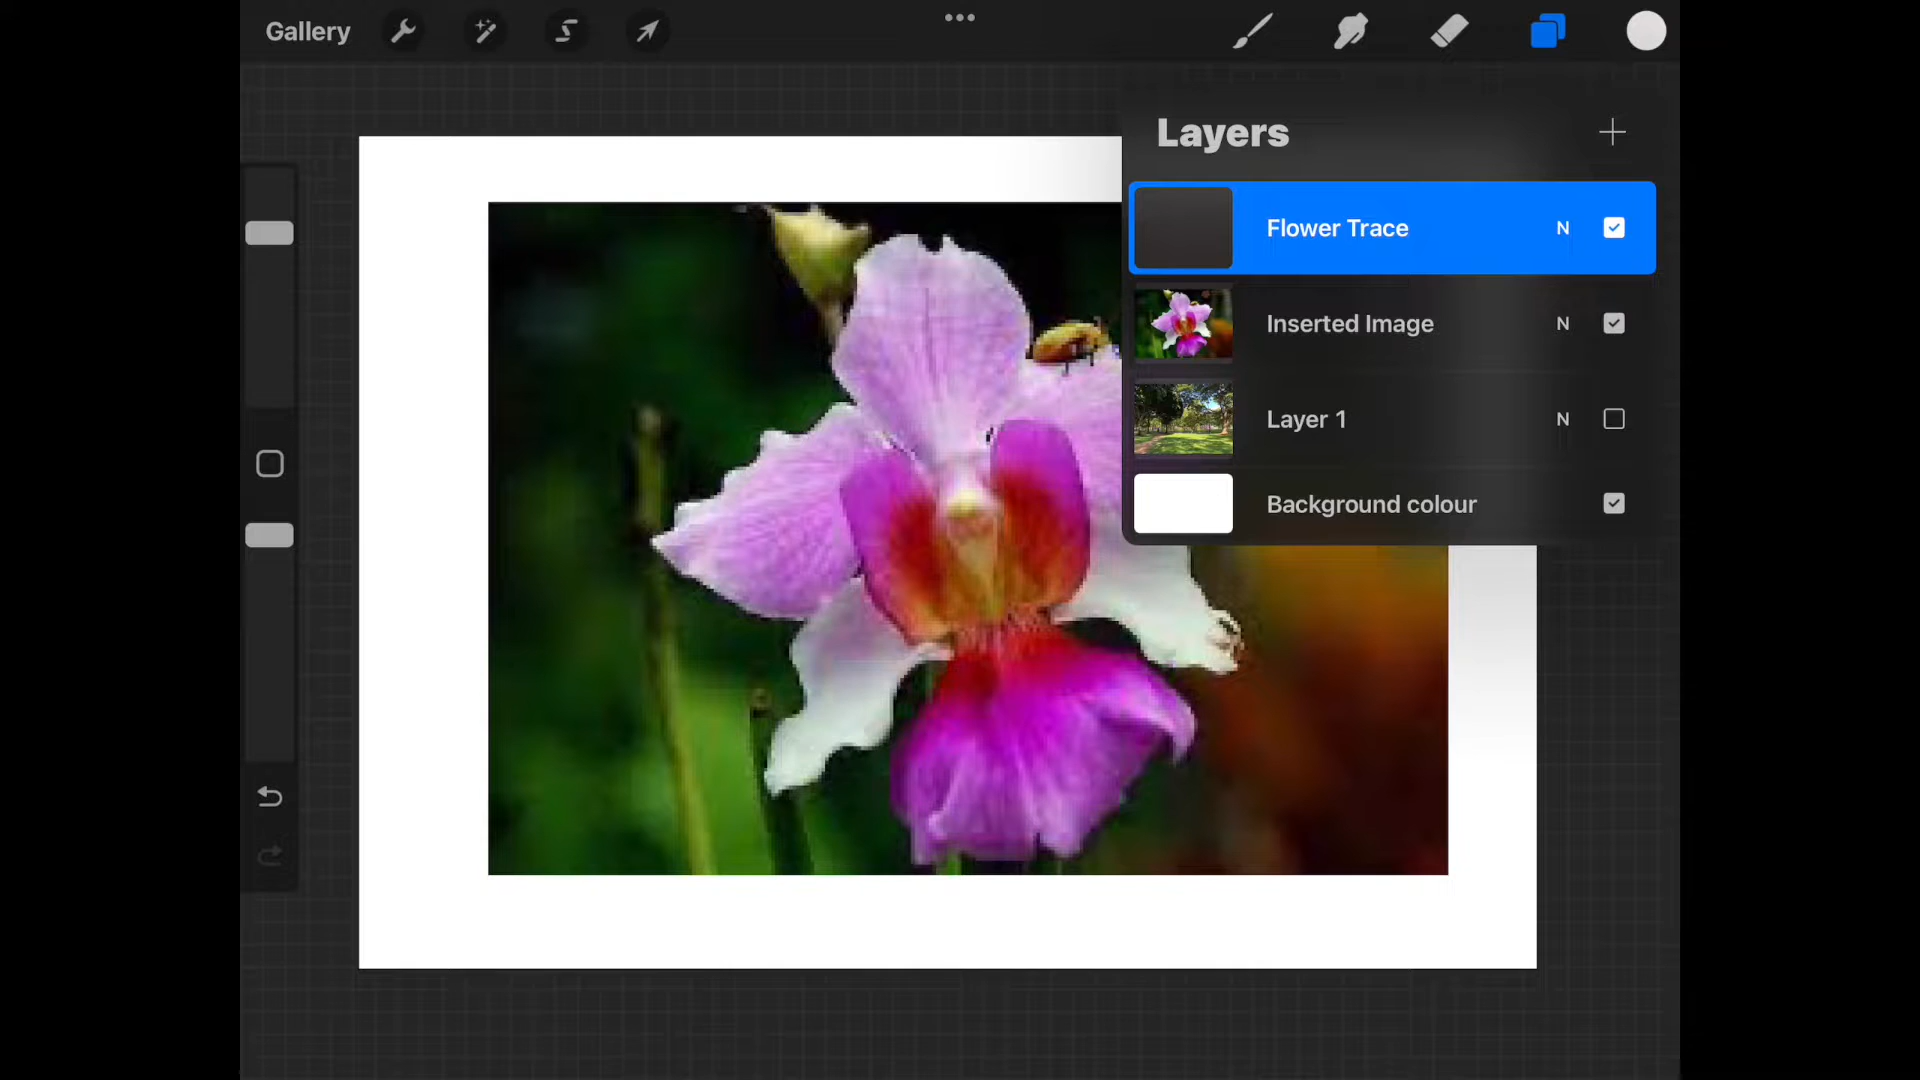 Gallery
Layers
Flower Trace N
Inserted Image N
Layer 1 N
Background colour